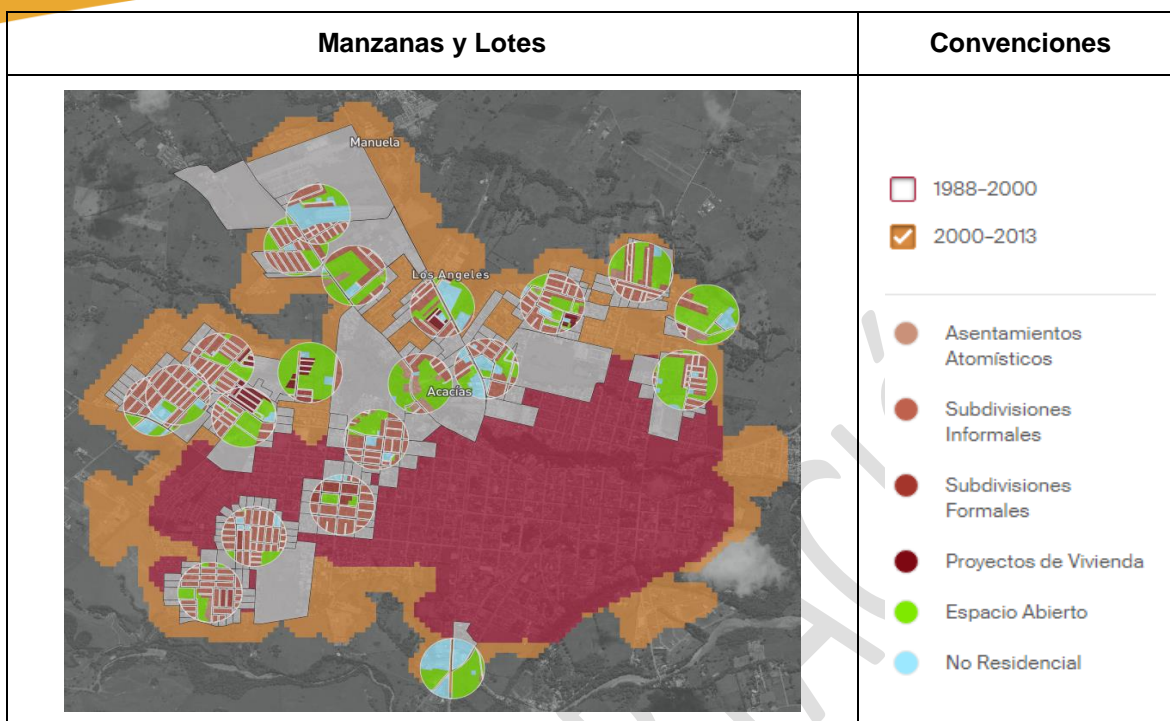 Manzanas y Lotes
Convenciones
Manuela
Los Angeles
Acacías
1988-2000
2000-2013
Asentamientos
Atomísticos
Subdivisiones
Informales
Subdivisiones
Formales
Proyectos de Vivienda
Espacio Abierto
No Residencial